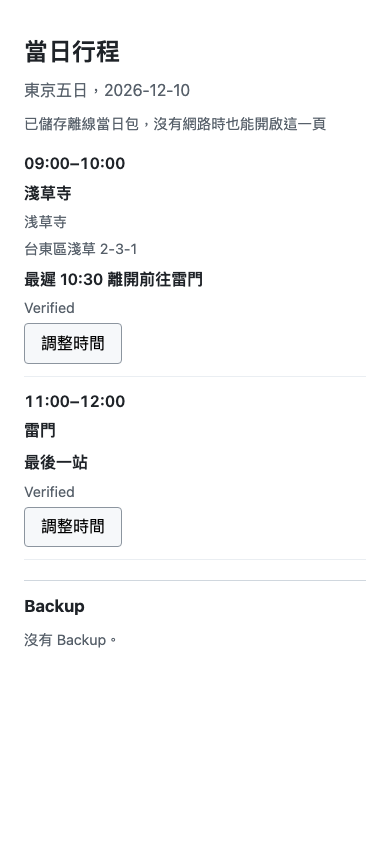 當日行程
東京五日，2026-12-10
已儲存離線當日包，沒有網路時也能開啟這一頁
09:00–10:00
淺草寺
浅草寺
台東區淺草 2-3-1
最遲 10:30 離開前往雷門
Verified
調整時間
11:00–12:00
雷門
最後一站
Verified
調整時間
Backup
沒有 Backup。